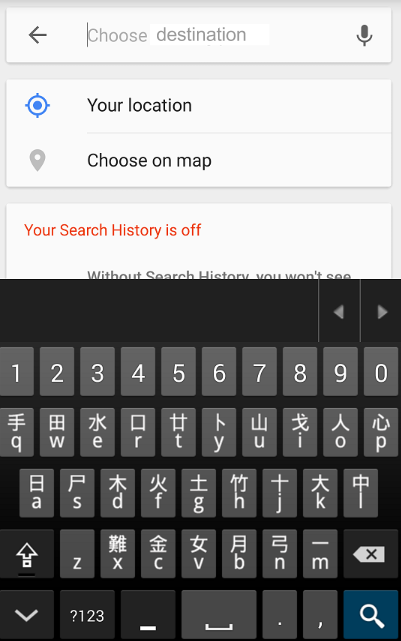 Choose destination
Your location
Choose on map
Your Search History is off
Without Search History, you won't see
1 2 3 4 5 6 7 8 9 0
手 田 水 口 廿 卜 山 戈 人 心
q w e r t y u i o p
日 尸 木 火 土 竹 十 大 中
a s d f g h j k l
難 金 女 月 弓 一
z x c v b n m
?123 . ,